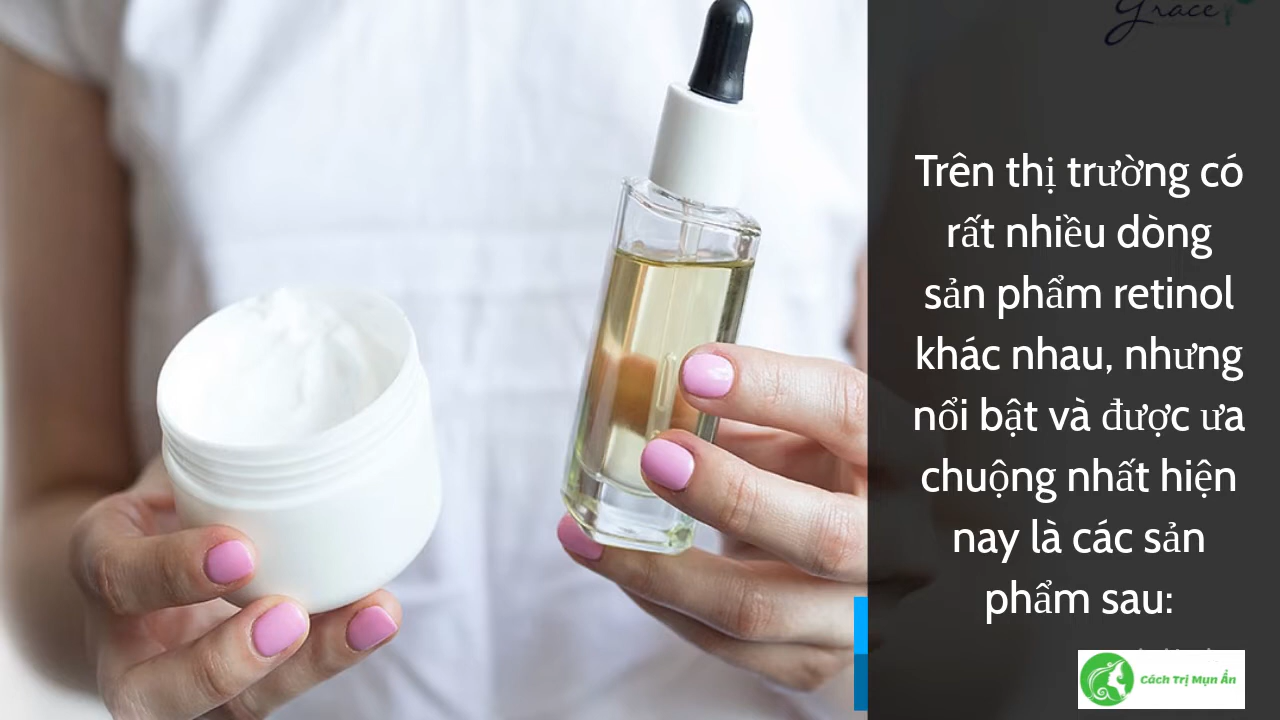 Grace
Trên thị trường có
rất nhiều dòng
sản phẩm retinol
khác nhau, nhưng
nổi bật và được ưa
chuộng nhất hiện
nay là các sản
phẩm sau:
Cách Trị Mụn Ẩn